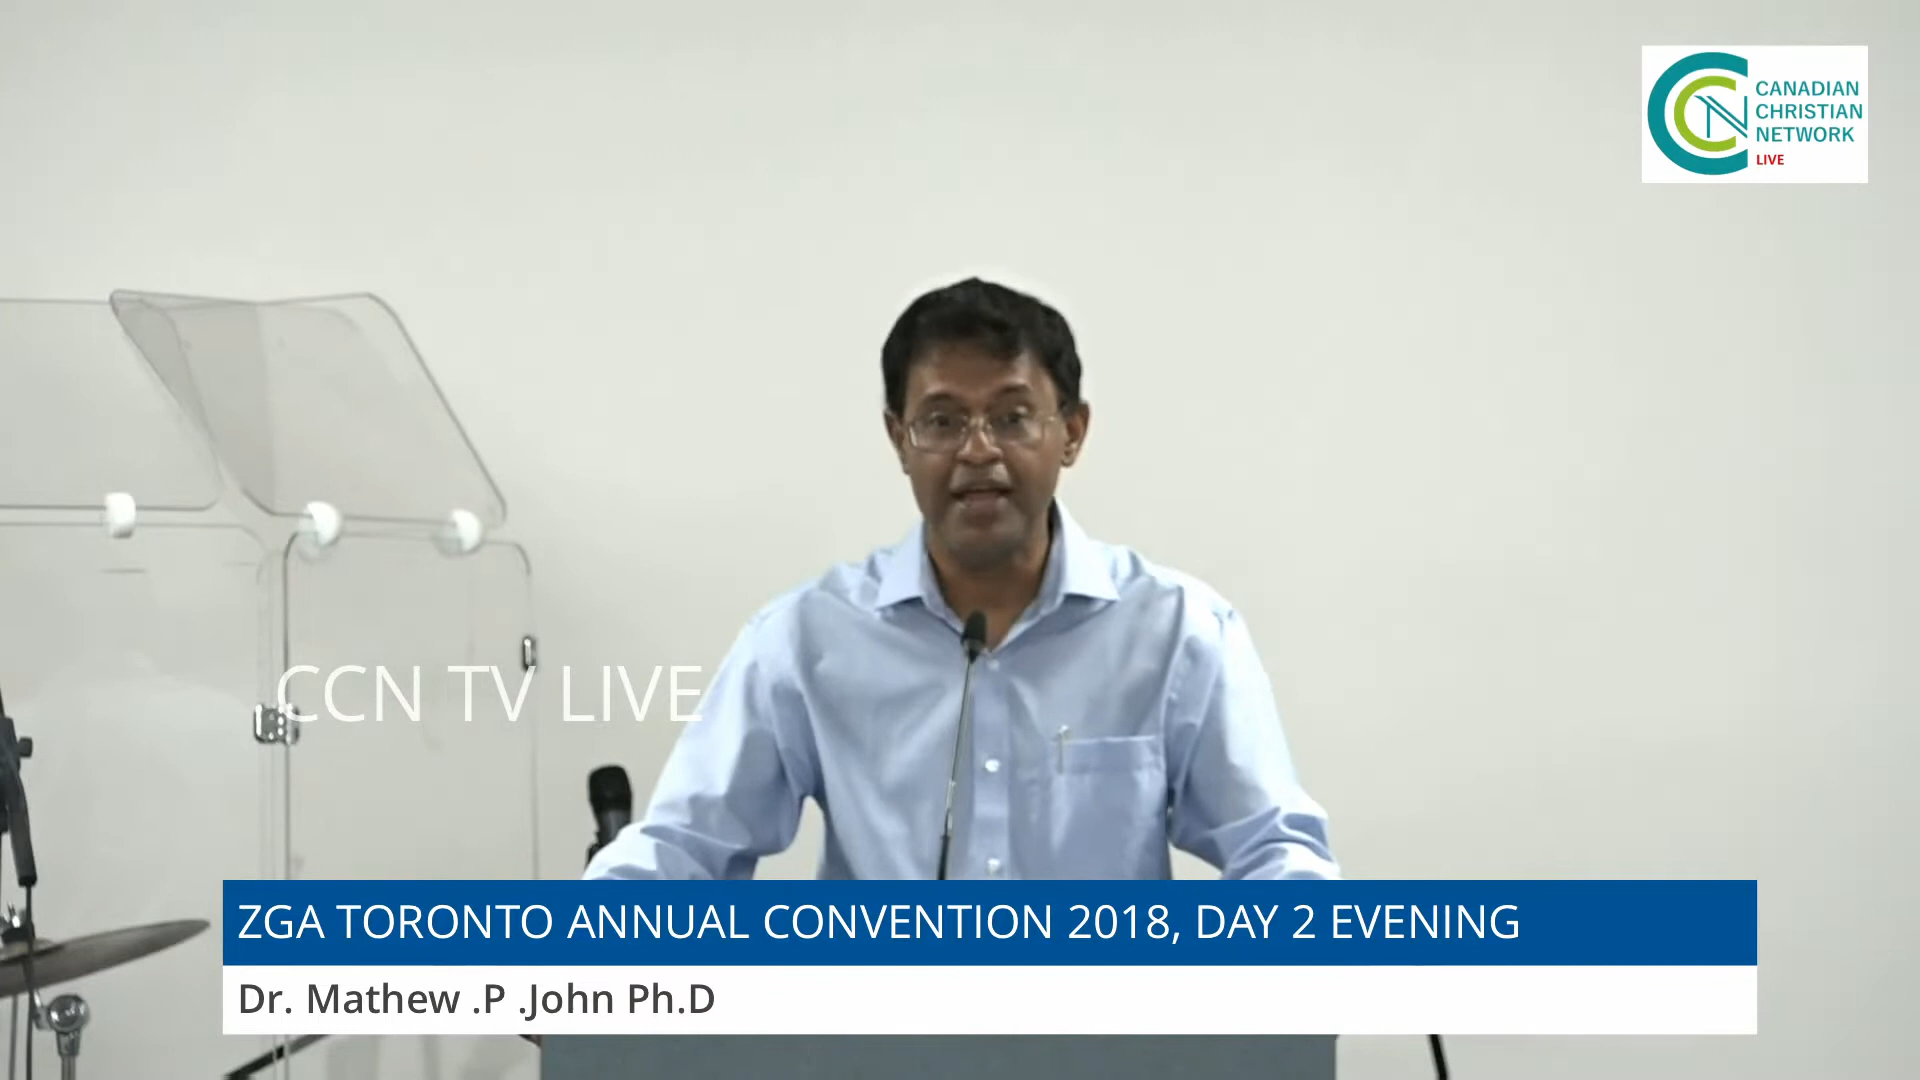 CANADIAN
CHRISTIAN
NETWORK
LIVE
CCN TV LIVE
ZGA TORONTO ANNUAL CONVENTION 2018, DAY 2 EVENING
Dr. Mathew .P .John Ph.D